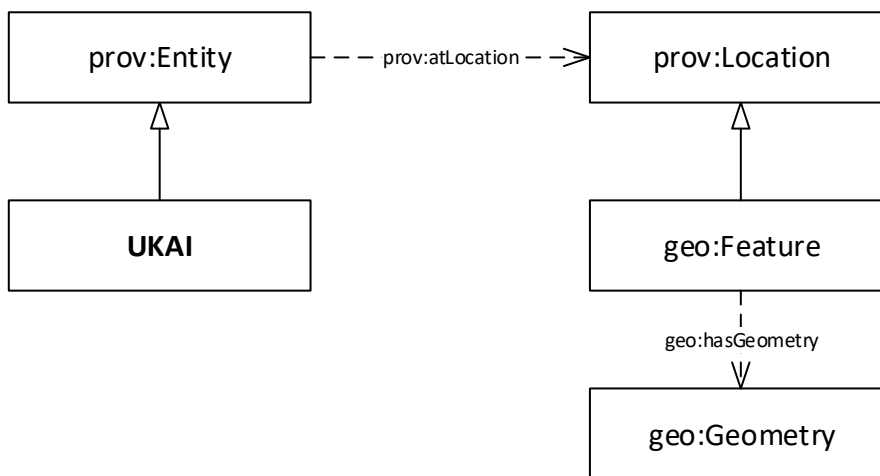 prov:Entity
prov:atLocation
prov:Location
UKAI
geo:Feature
geo:hasGeometry
geo:Geometry